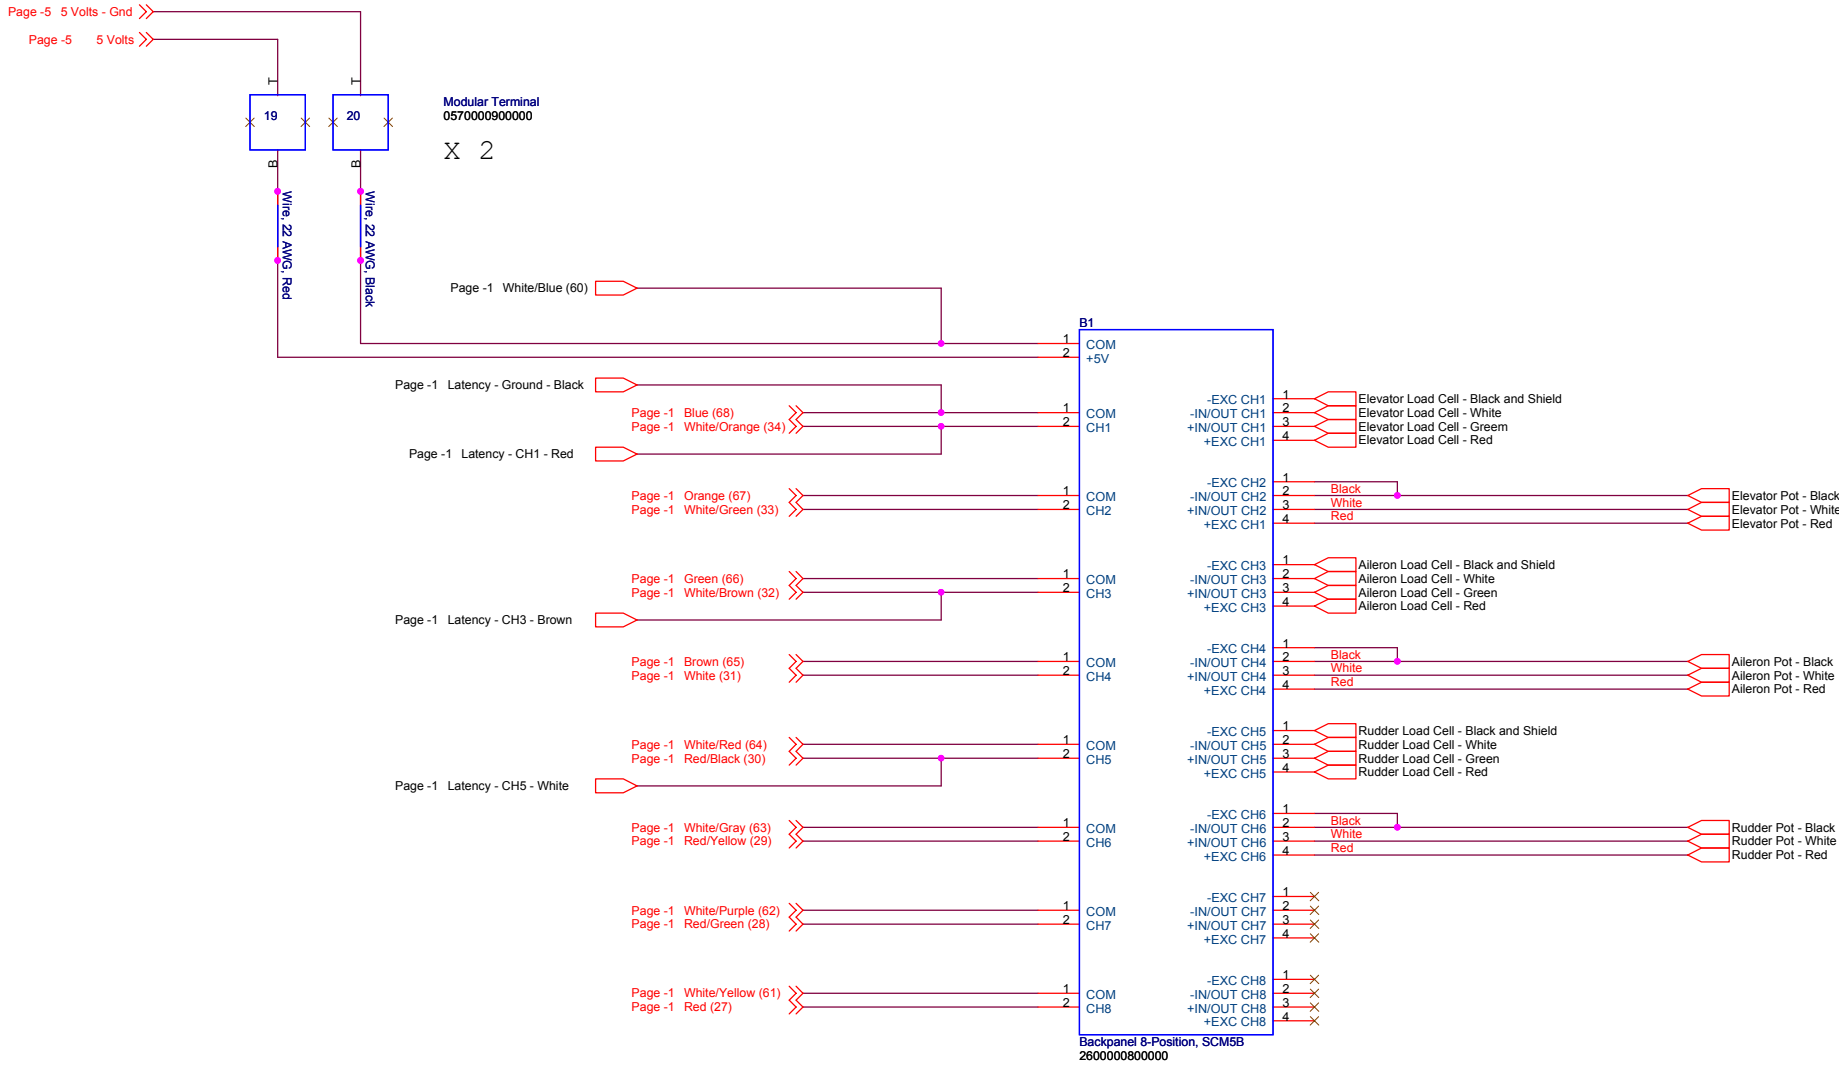 Page -5 5 Volts - Gnd
Page -5 5 Volts
T
T
19
20
B
B
Modular Terminal
0570000900000
X 2
Wire, 22 AWG, Red
Wire, 22 AWG, Black
Page -1 White/Blue (60)
B1
1 COM
2 +5V
Page -1 Latency - Ground - Black
Page -1 Blue (68) 1 COM
Page -1 White/Orange (34) 2 CH1
Page -1 Latency - CH1 - Red
Page -1 Orange (67) 1 COM
Page -1 White/Green (33) 2 CH2
Page -1 Green (66) 1 COM
Page -1 White/Brown (32) 2 CH3
Page -1 Latency - CH3 - Brown
Page -1 Brown (65) 1 COM
Page -1 White (31) 2 CH4
Page -1 White/Red (64) 1 COM
Page -1 Red/Black (30) 2 CH5
Page -1 Latency - CH5 - White
Page -1 White/Gray (63) 1 COM
Page -1 Red/Yellow (29) 2 CH6
Page -1 White/Purple (62) 1 COM
Page -1 Red/Green (28) 2 CH7
Page -1 White/Yellow (61) 1 COM
Page -1 Red (27) 2 CH8
-EXC CH1 1 Elevator Load Cell - Black and Shield
-IN/OUT CH1 2 Elevator Load Cell - White
+IN/OUT CH1 3 Elevator Load Cell - Greem
+EXC CH1 4 Elevator Load Cell - Red
-EXC CH2 1
-IN/OUT CH2 2 Black Elevator Pot - Black
+IN/OUT CH2 3 White Elevator Pot - White
+EXC CH1 4 Red Elevator Pot - Red
-EXC CH3 1 Aileron Load Cell - Black and Shield
-IN/OUT CH3 2 Aileron Load Cell - White
+IN/OUT CH3 3 Aileron Load Cell - Green
+EXC CH3 4 Aileron Load Cell - Red
-EXC CH4 1
-IN/OUT CH4 2 Black Aileron Pot - Black
+IN/OUT CH4 3 White Aileron Pot - White
+EXC CH4 4 Red Aileron Pot - Red
-EXC CH5 1 Rudder Load Cell - Black and Shield
-IN/OUT CH5 2 Rudder Load Cell - White
+IN/OUT CH5 3 Rudder Load Cell - Green
+EXC CH5 4 Rudder Load Cell - Red
-EXC CH6 1
-IN/OUT CH6 2 Black Rudder Pot - Black
+IN/OUT CH6 3 White Rudder Pot - White
+EXC CH6 4 Red Rudder Pot - Red
-EXC CH7 1
-IN/OUT CH7 2
+IN/OUT CH7 3
+EXC CH7 4
-EXC CH8 1
-IN/OUT CH8 2
+IN/OUT CH8 3
+EXC CH8 4
Backpanel 8-Position, SCM5B
2600000800000